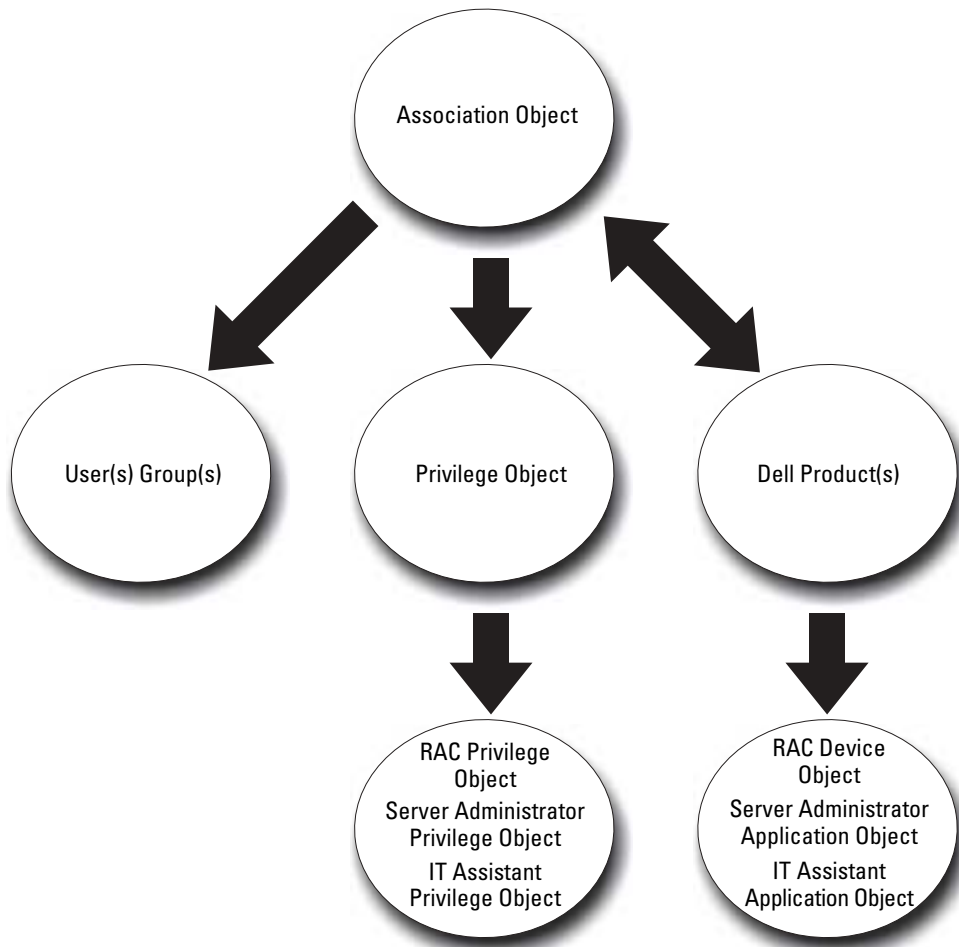 Association Object
User(s) Group(s)
Privilege Object
Dell Product(s)
RAC Privilege
Object
Server Administrator
Privilege Object
IT Assistant
Privilege Object
RAC Device
Object
Server Administrator
Application Object
IT Assistant
Application Object